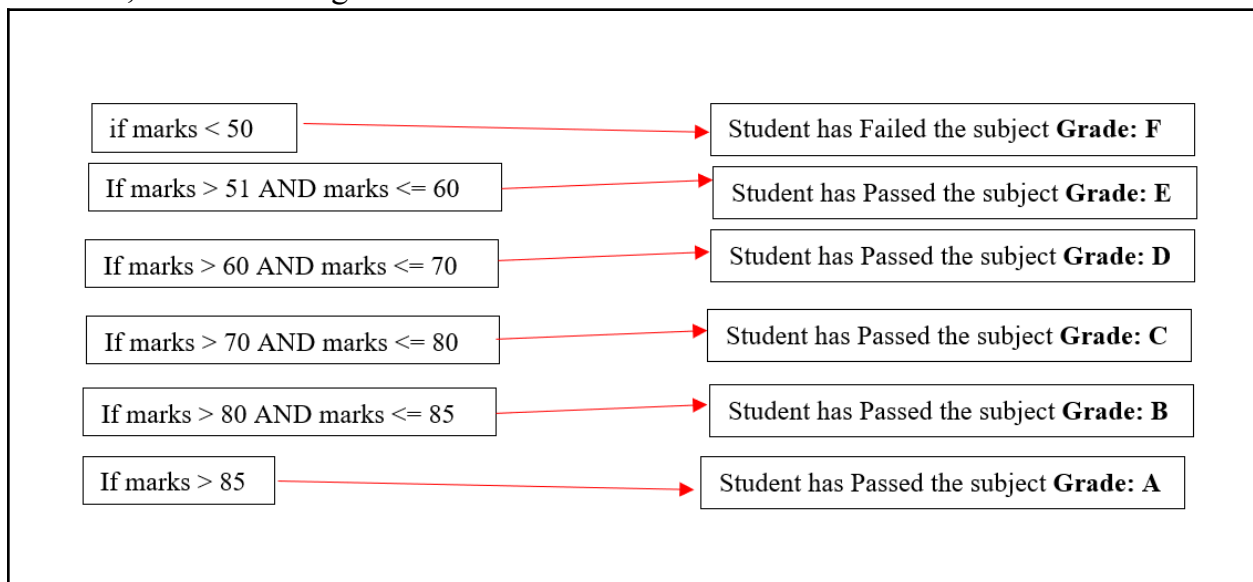 if marks < 50
Student has Failed the subject Grade: F
If marks > 51 AND marks <= 60
Student has Passed the subject Grade: E
If marks > 60 AND marks <= 70
Student has Passed the subject Grade: D
If marks > 70 AND marks <= 80
Student has Passed the subject Grade: C
If marks > 80 AND marks <= 85
Student has Passed the subject Grade: B
If marks > 85
Student has Passed the subject Grade: A